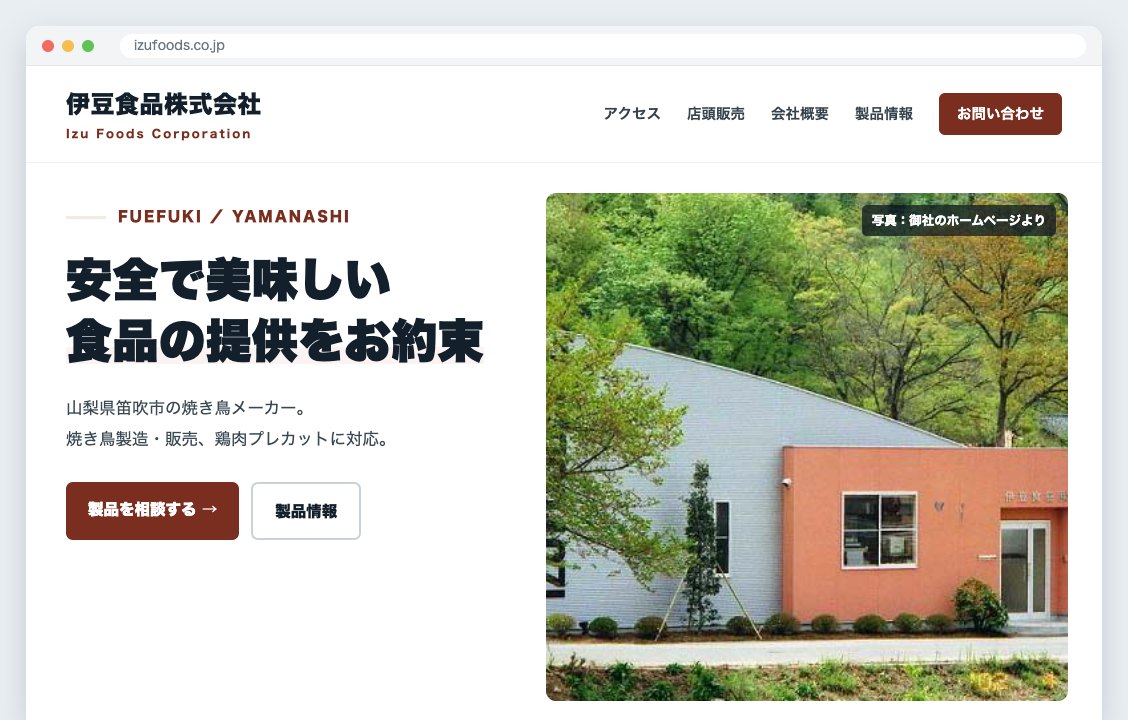 izufoods.co.jp
伊豆食品株式会社
Izu Foods Corporation
アクセス 店頭販売 会社概要 製品情報 お問い合わせ
FUEFUKI / YAMANASHI
安全で美味しい
食品の提供をお約束
山梨県笛吹市の焼き鳥メーカー。
焼き鳥製造・販売、鶏肉プレカットに対応。
製品を相談する →
製品情報
写真：御社のホームページより